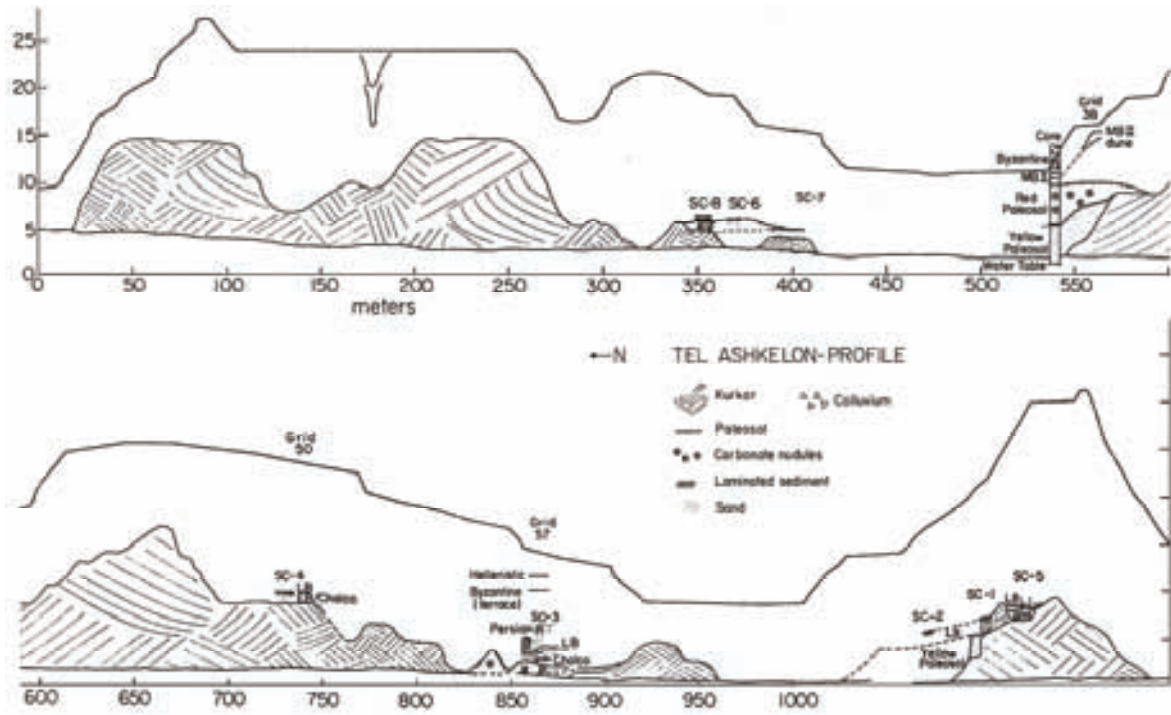 25
20
15
10
5
0
0 50 100 150 200 250 300 350 400 450 500 550
meters
SC-8 SC-6 SC-7
Grid
38
Core
MBII
dune
Byzantine
MB II
Red
Paleosol
Yellow
Paleosol
Water Table
←N TEL ASHKELON-PROFILE
Kurkar
Colluvium
Paleosol
Carbonate nodules
Laminated sediment
Sand
Grid
50
Grid
57
SC-4
LB
Chalco
Hellenistic
Byzantine
(terrace)
SC-3
Persian
LB
Chalco
SC-5
SC-1
LB
SC-2
Yellow
Paleosol
600 650 700 750 800 850 900 950 1000